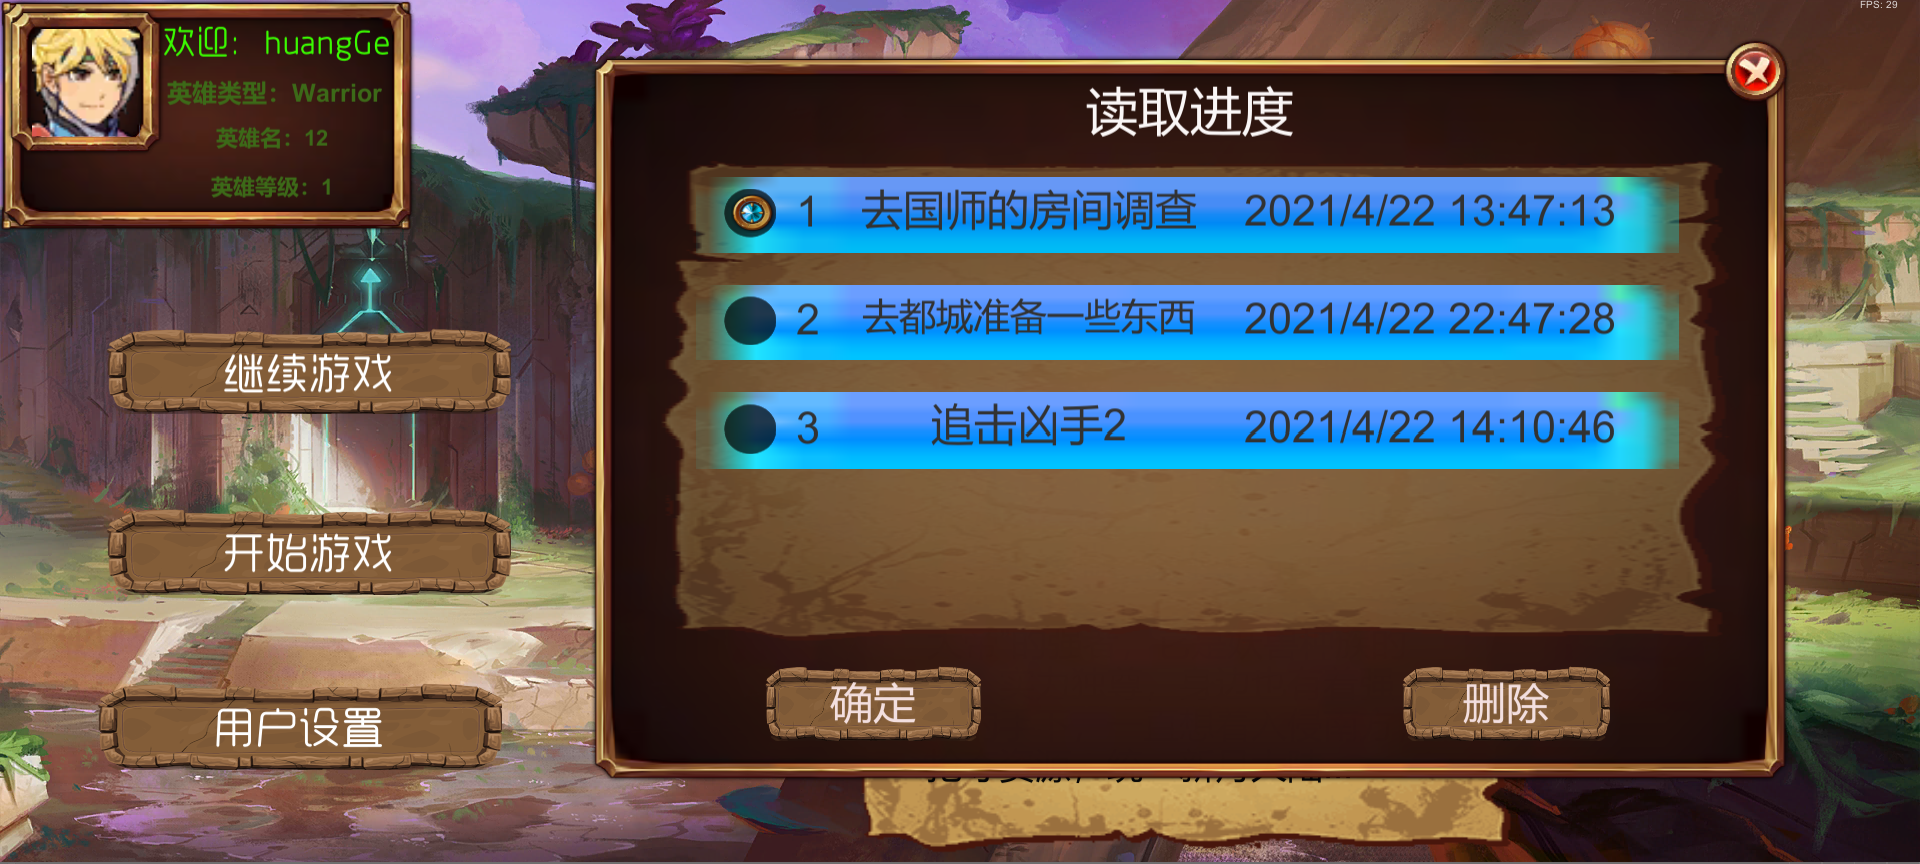 FPS: 29
欢迎: huangGe
英雄类型: Warrior
英雄名: 12
英雄等级: 1
读取进度
1 去国师的房间调查 2021/4/22 13:47:13
2 去都城准备一些东西 2021/4/22 22:47:28
3 追击凶手2 2021/4/22 14:10:46
继续游戏
开始游戏
用户设置
确定 删除